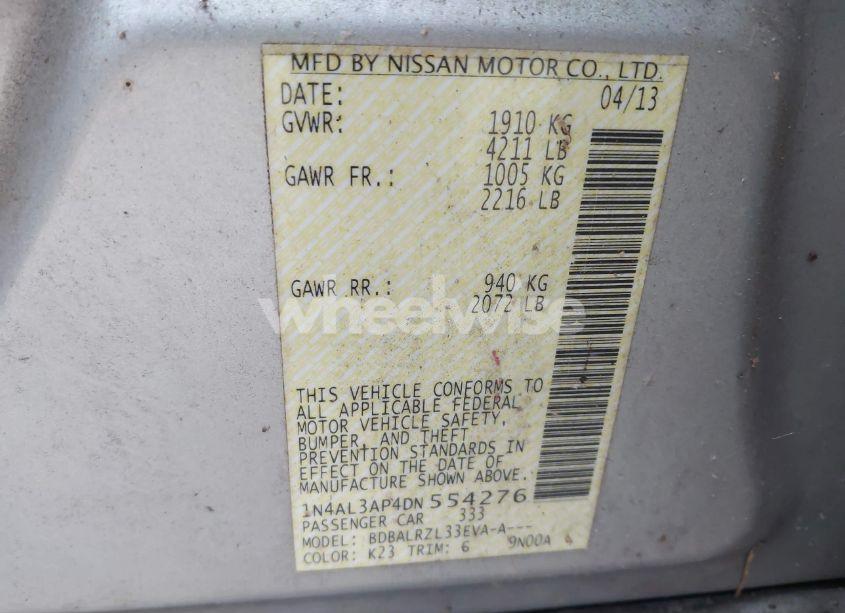 MFD BY NISSAN MOTOR CO., LTD.
DATE: 04/13
GVWR: 1910 KG
4211 LB
GAWR FR.: 1005 KG
2216 LB
GAWR RR.: 940 KG
2072 LB
wheelwise
THIS VEHICLE CONFORMS TO
ALL APPLICABLE FEDERAL
MOTOR VEHICLE SAFETY,
BUMPER, AND THEFT
PREVENTION STANDARDS IN
EFFECT ON THE DATE OF
MANUFACTURE SHOWN ABOVE.
1N4AL3AP4DN554276
PASSENGER CAR 333
MODEL: BDBALRZL33EVA-A---
COLOR: K23 TRIM: 6 9N00A